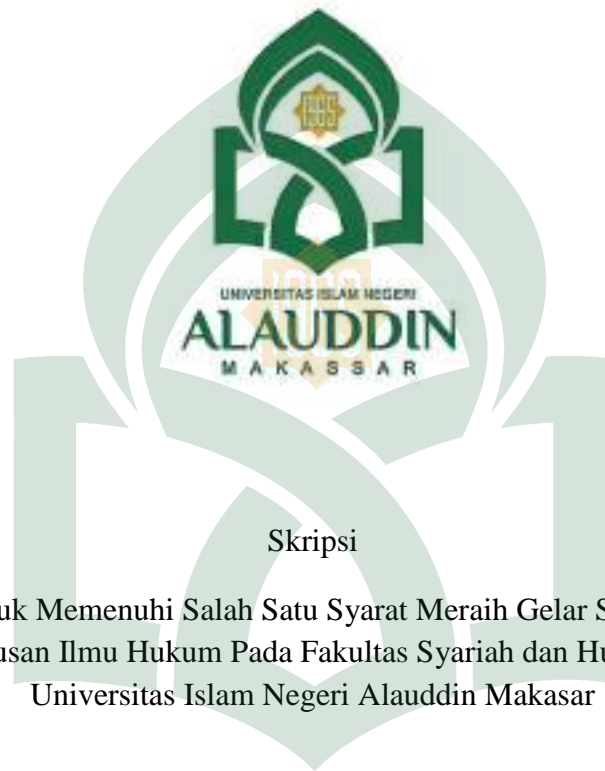 1965
UNIVERSITAS ISLAM NEGERI
ALAUDDIN
MAKASSAR
Skripsi
uk Memenuhi Salah Satu Syarat Meraih Gelar S
usan Ilmu Hukum Pada Fakultas Syariah dan Hu
Universitas Islam Negeri Alauddin Makasar